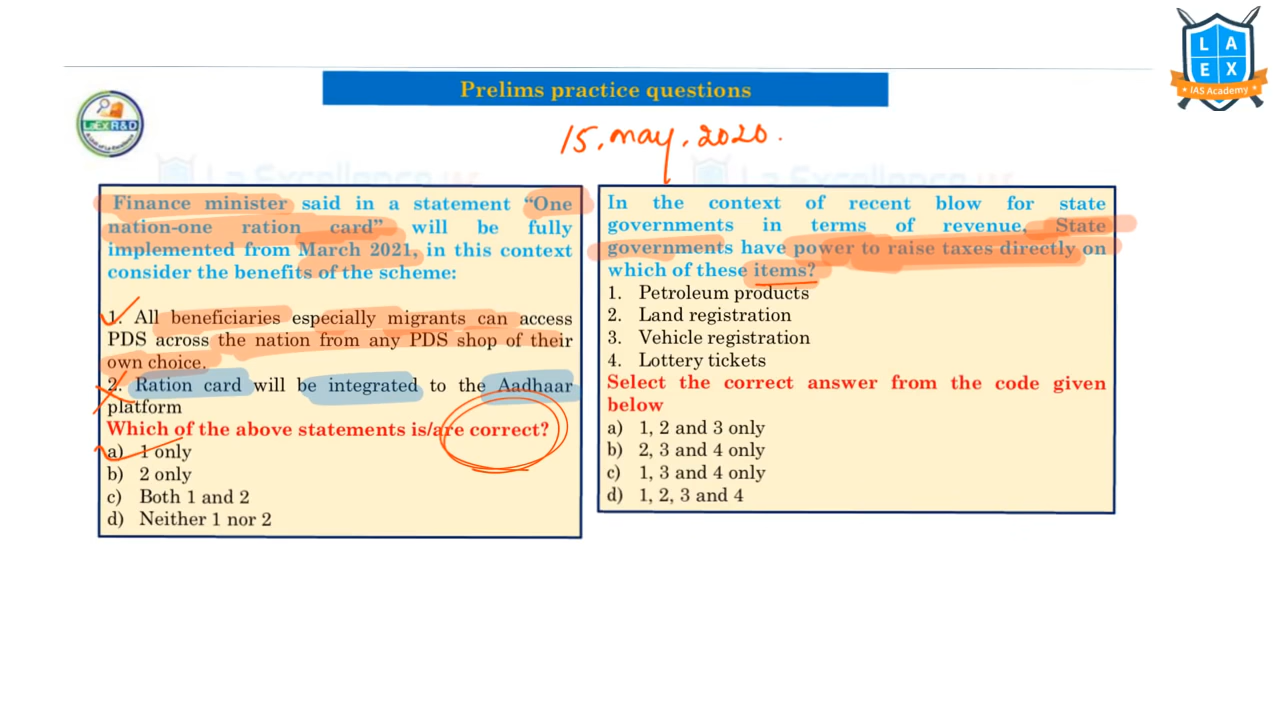 L A
E X
IAS Academy
Prelims practice questions
LaEx R&D
15. may. 2020.
La Excellence IAS
La Excellence IAS
Finance minister said in a statement “One
nation-one ration card” will be fully
implemented from March 2021, in this context
consider the benefits of the scheme:
1. All beneficiaries especially migrants can access
PDS across the nation from any PDS shop of their
own choice.
2. Ration card will be integrated to the Aadhaar
platform
Which of the above statements is/are correct?
a) 1 only
b) 2 only
c) Both 1 and 2
d) Neither 1 nor 2
In the context of recent blow for state
governments in terms of revenue, State
governments have power to raise taxes directly on
which of these items?
1. Petroleum products
2. Land registration
3. Vehicle registration
4. Lottery tickets
Select the correct answer from the code given
below
a) 1, 2 and 3 only
b) 2, 3 and 4 only
c) 1, 3 and 4 only
d) 1, 2, 3 and 4